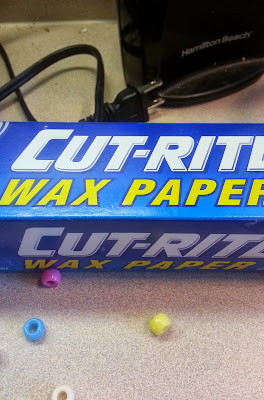 Hamilton Beach
CUT-RITE
WAX PAPER
CUT-RITE
WAX PAPER